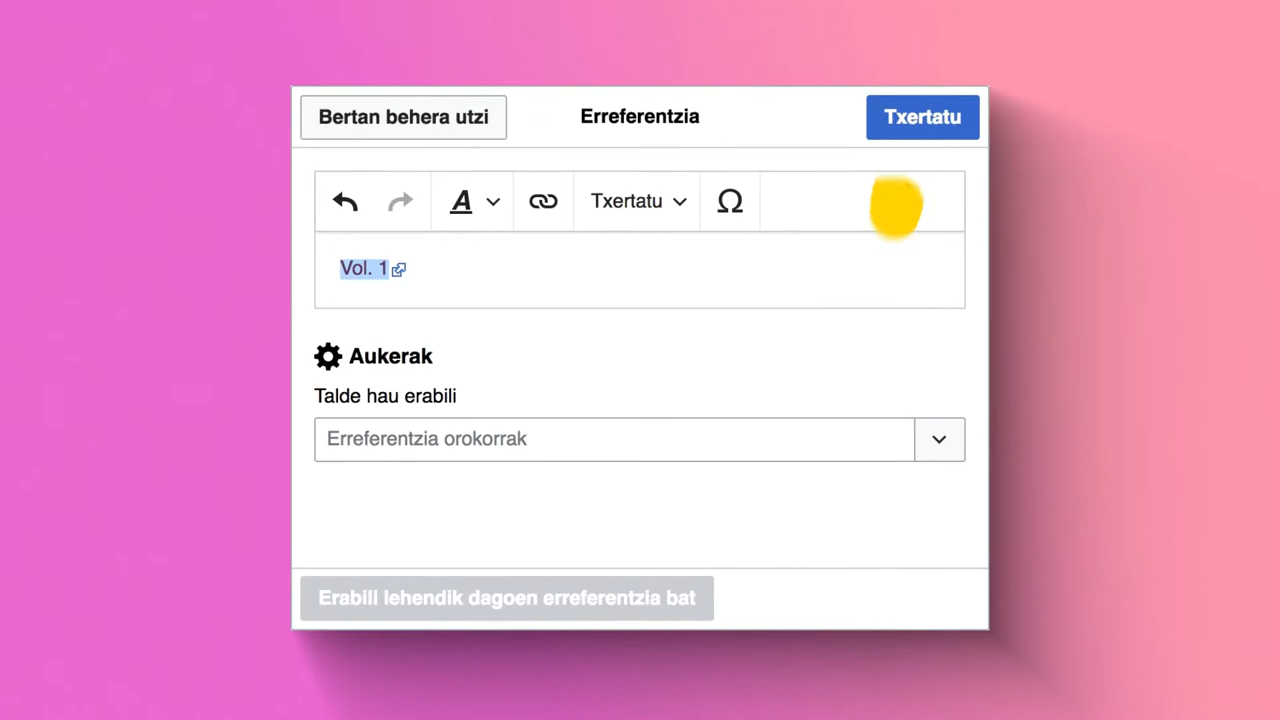 Bertan behera utzi
Erreferentzia
Txertatu
A
Txertatu
Ω
Vol. 1
Aukerak
Talde hau erabili
Erreferentzia orokorrak
Erabili lehendik dagoen erreferentzia bat